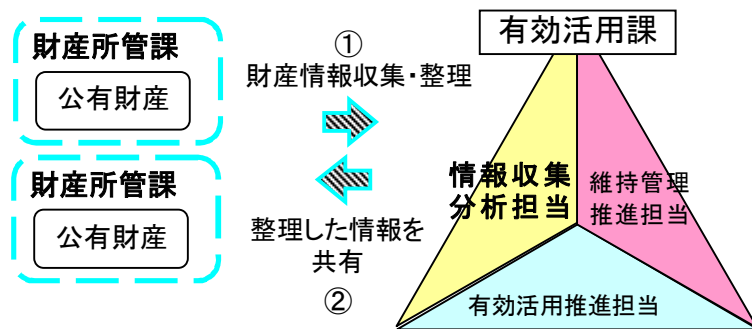 財産所管課
公有財産
財産所管課
公有財産
①
財産情報収集・整理
整理した情報を
共有
②
有効活用課
情報収集
分析担当
維持管理
推進担当
有効活用推進担当